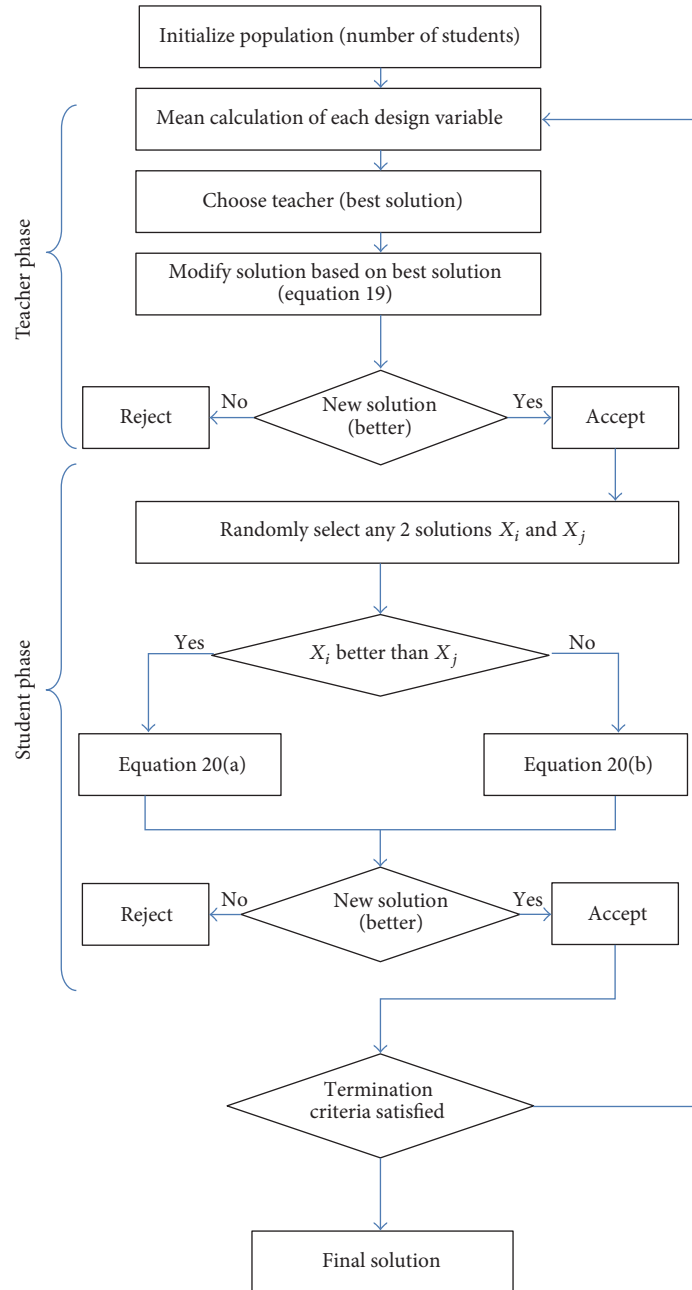 Initialize population (number of students)
Mean calculation of each design variable
Choose teacher (best solution)
Modify solution based on best solution
(equation 19)
Teacher phase
No
New solution
(better)
Yes
Reject
Accept
Randomly select any 2 solutions X_i and X_j
Yes
X_i better than X_j
No
Student phase
Equation 20(a)
Equation 20(b)
No
New solution
(better)
Yes
Reject
Accept
Termination
criteria satisfied
Final solution